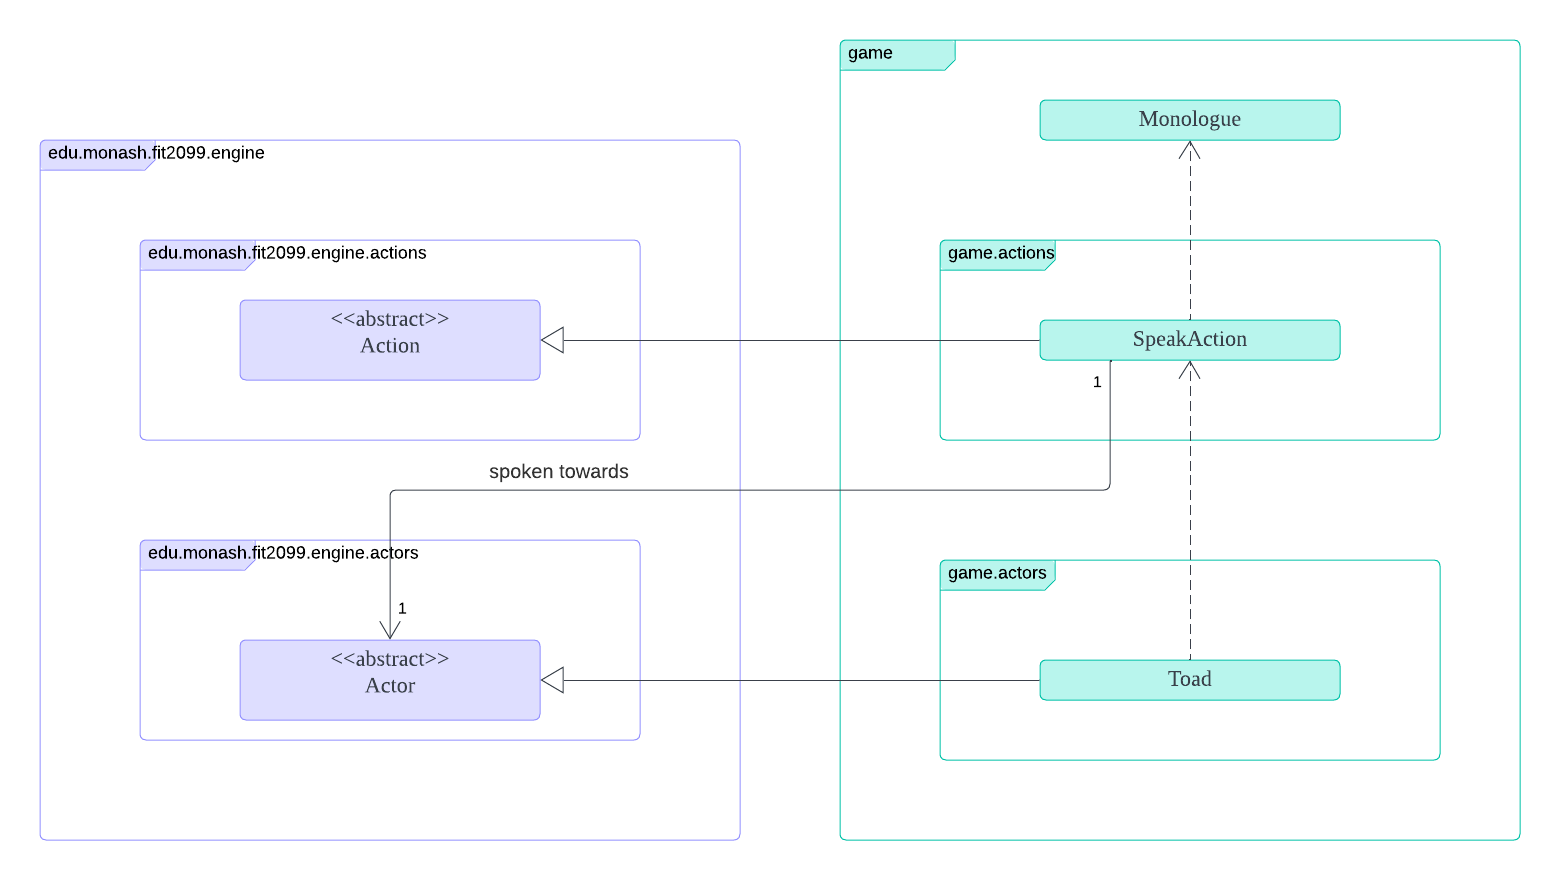 game
Monologue
edu.monash.fit2099.engine
edu.monash.fit2099.engine.actions
game.actions
<<abstract>>
Action
SpeakAction
1
spoken towards
edu.monash.fit2099.engine.actors
game.actors
1
<<abstract>>
Actor
Toad